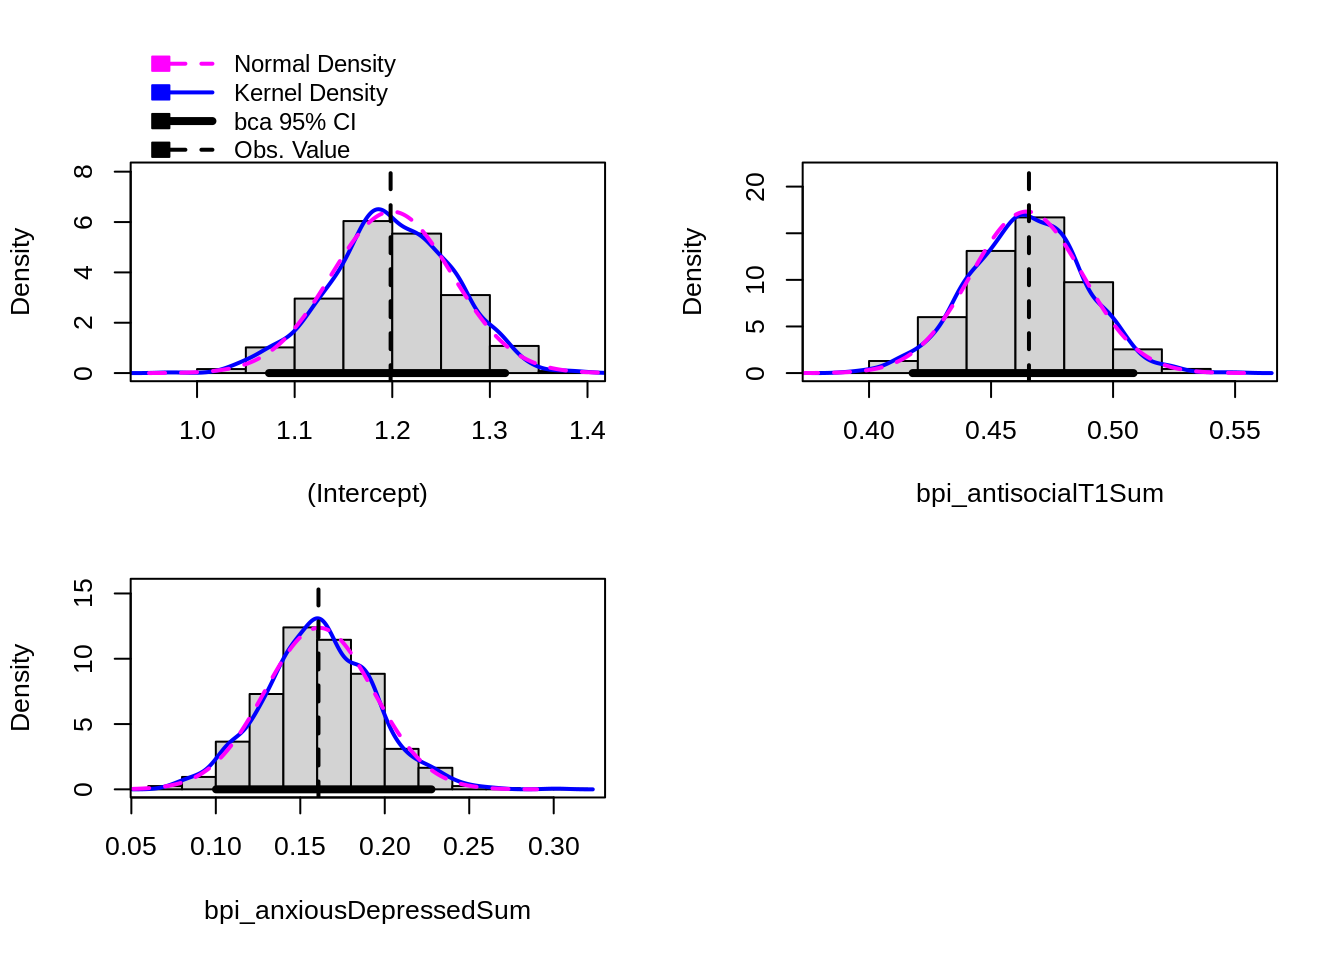 Normal Density
Kernel Density
bca 95% CI
Obs. Value
Density
0 2 4 6 8
1.0 1.1 1.2 1.3 1.4
(Intercept)
Density
0 5 10 20
0.40 0.45 0.50 0.55
bpi_antisocialT1Sum
Density
0 5 10 15
0.05 0.10 0.15 0.20 0.25 0.30
bpi_anxiousDepressedSum